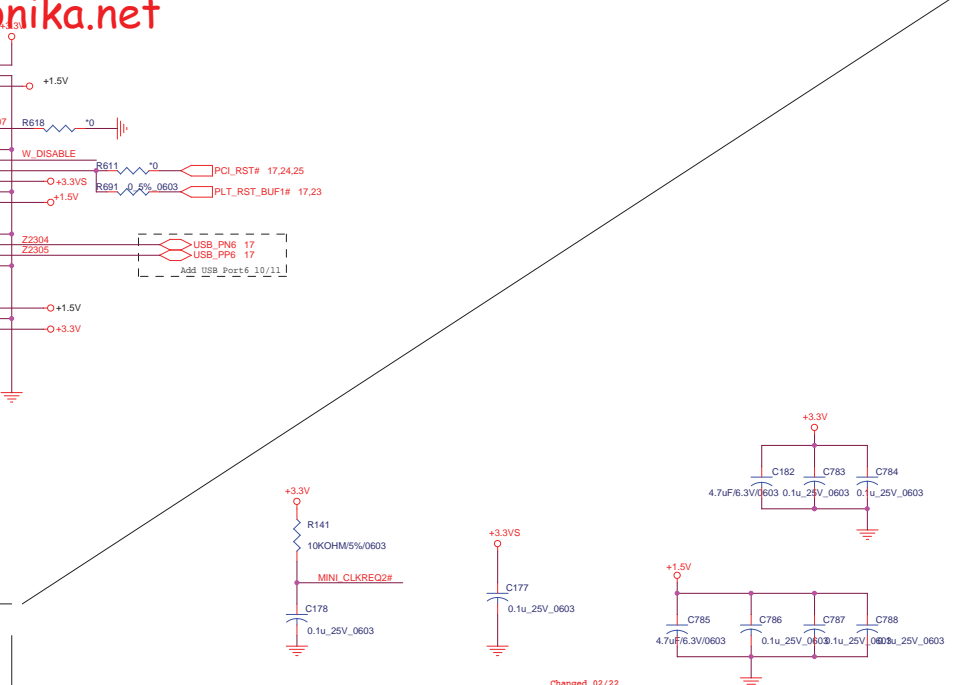 onika.net
+3.3V
+1.5V
R618 *0
W_DISABLE
R611 *0
PCI_RST# 17,24,25
+3.3VS
R691 0_5%_0603
PLT_RST_BUF1# 17,23
+1.5V
Z2304
USB_PN6 17
Z2305
USB_PP6 17
Add USB Port6 10/11
+1.5V
+3.3V
+3.3V
C182 C783 C784
4.7uF/6.3V/0603 0.1u_25V_0603 0.1u_25V_0603
+3.3V
R141
10KOHM/5%/0603
MINI_CLKREQ2#
C178
0.1u_25V_0603
+3.3VS
C177
0.1u_25V_0603
+1.5V
C785 C786 C787 C788
4.7uF/6.3V/0603 0.1u_25V_0603 0.1u_25V_0603 0.1u_25V_0603
Changed 02/22